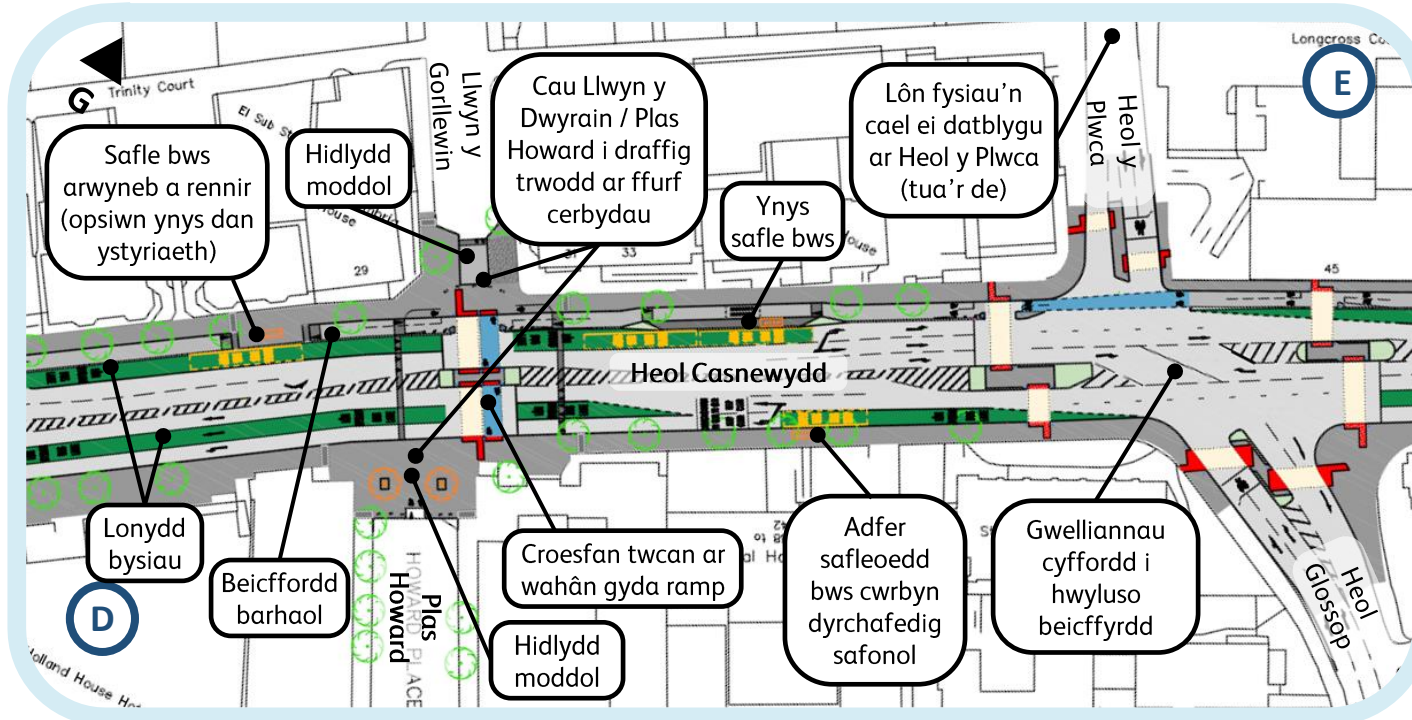 Longcross Co
E
Trinity Court
G
Llwyn y
Gorllewin
Cau Llwyn y
Dwyrain / Plas
Howard i draffig
trwodd ar ffurf
cerbydau
Lôn fysiau'n
cael ei datblygu
ar Heol y Plwca
(tua'r de)
Heol y
Plwca
El Sub St
Safle bws
arwyneb a rennir
(opsiwn ynys dan
ystyriaeth)
Hidlydd
moddol
Ynys
safle bws
House
29
31
33
House
45
Heol Casnewydd
Lonydd
bysiau
Beicffordd
barhaol
Croesfan twcan ar
wahân gyda ramp
Adfer
safleoedd
bws cwrbyn
dyrchafedig
safonol
Gwelliannau
cyffordd i
hwyluso
beicffyrdd
Heol
Glossop
D
Plas
Howard
HOWARD PLACE
Hidlydd
moddol
Holland House Ho